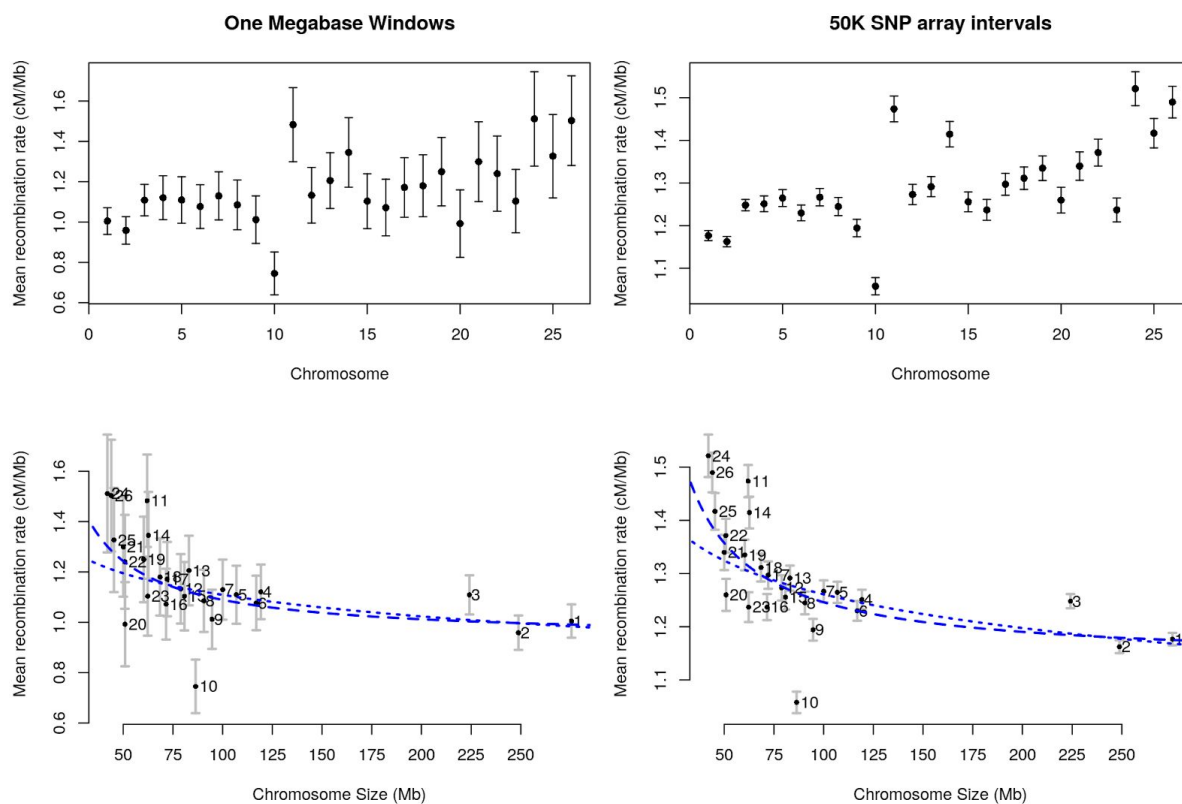 One Megabase Windows
Mean recombination rate (cM/Mb)
1.6
1.4
1.2
1.0
0.8
0.6
0 5 10 15 20 25
Chromosome
50K SNP array intervals
Mean recombination rate (cM/Mb)
1.5
1.4
1.3
1.2
1.1
0 5 10 15 20 25
Chromosome
Mean recombination rate (cM/Mb)
1.6
1.4
1.2
1.0
0.8
0.6
24 26 11
14
25 21
22 19
18 17 13
12 7 4
23 16 15 8 5 6 3
20 9 2 1
10
50 75 100 125 150 175 200 225 250
Chromosome Size (Mb)
Mean recombination rate (cM/Mb)
1.5
1.4
1.3
1.2
1.1
24
26 11
25 14
22
21 19
18 17 13
20 12 7 5
15 8 4 3
23 16 6
9 2 1
10
50 75 100 125 150 175 200 225 250
Chromosome Size (Mb)